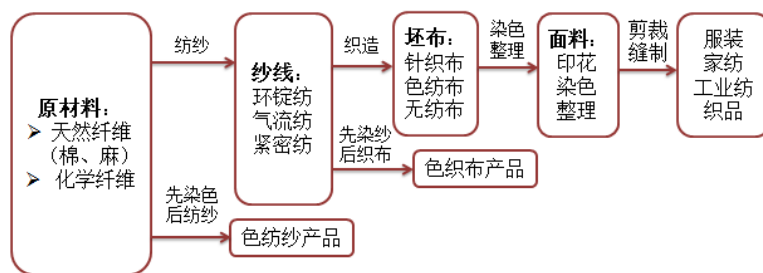 原材料：
➢ 天然纤维
（棉、麻）
➢ 化学纤维
纺纱
先染色
后纺纱
色纺纱产品
纱线：
环锭纺
气流纺
紧密纺
织造
先染纱
后织布
色织布产品
坯布：
针织布
色纺布
无纺布
染色
整理
面料：
印花
染色
整理
剪裁
缝制
服装
家纺
工业纺
织品